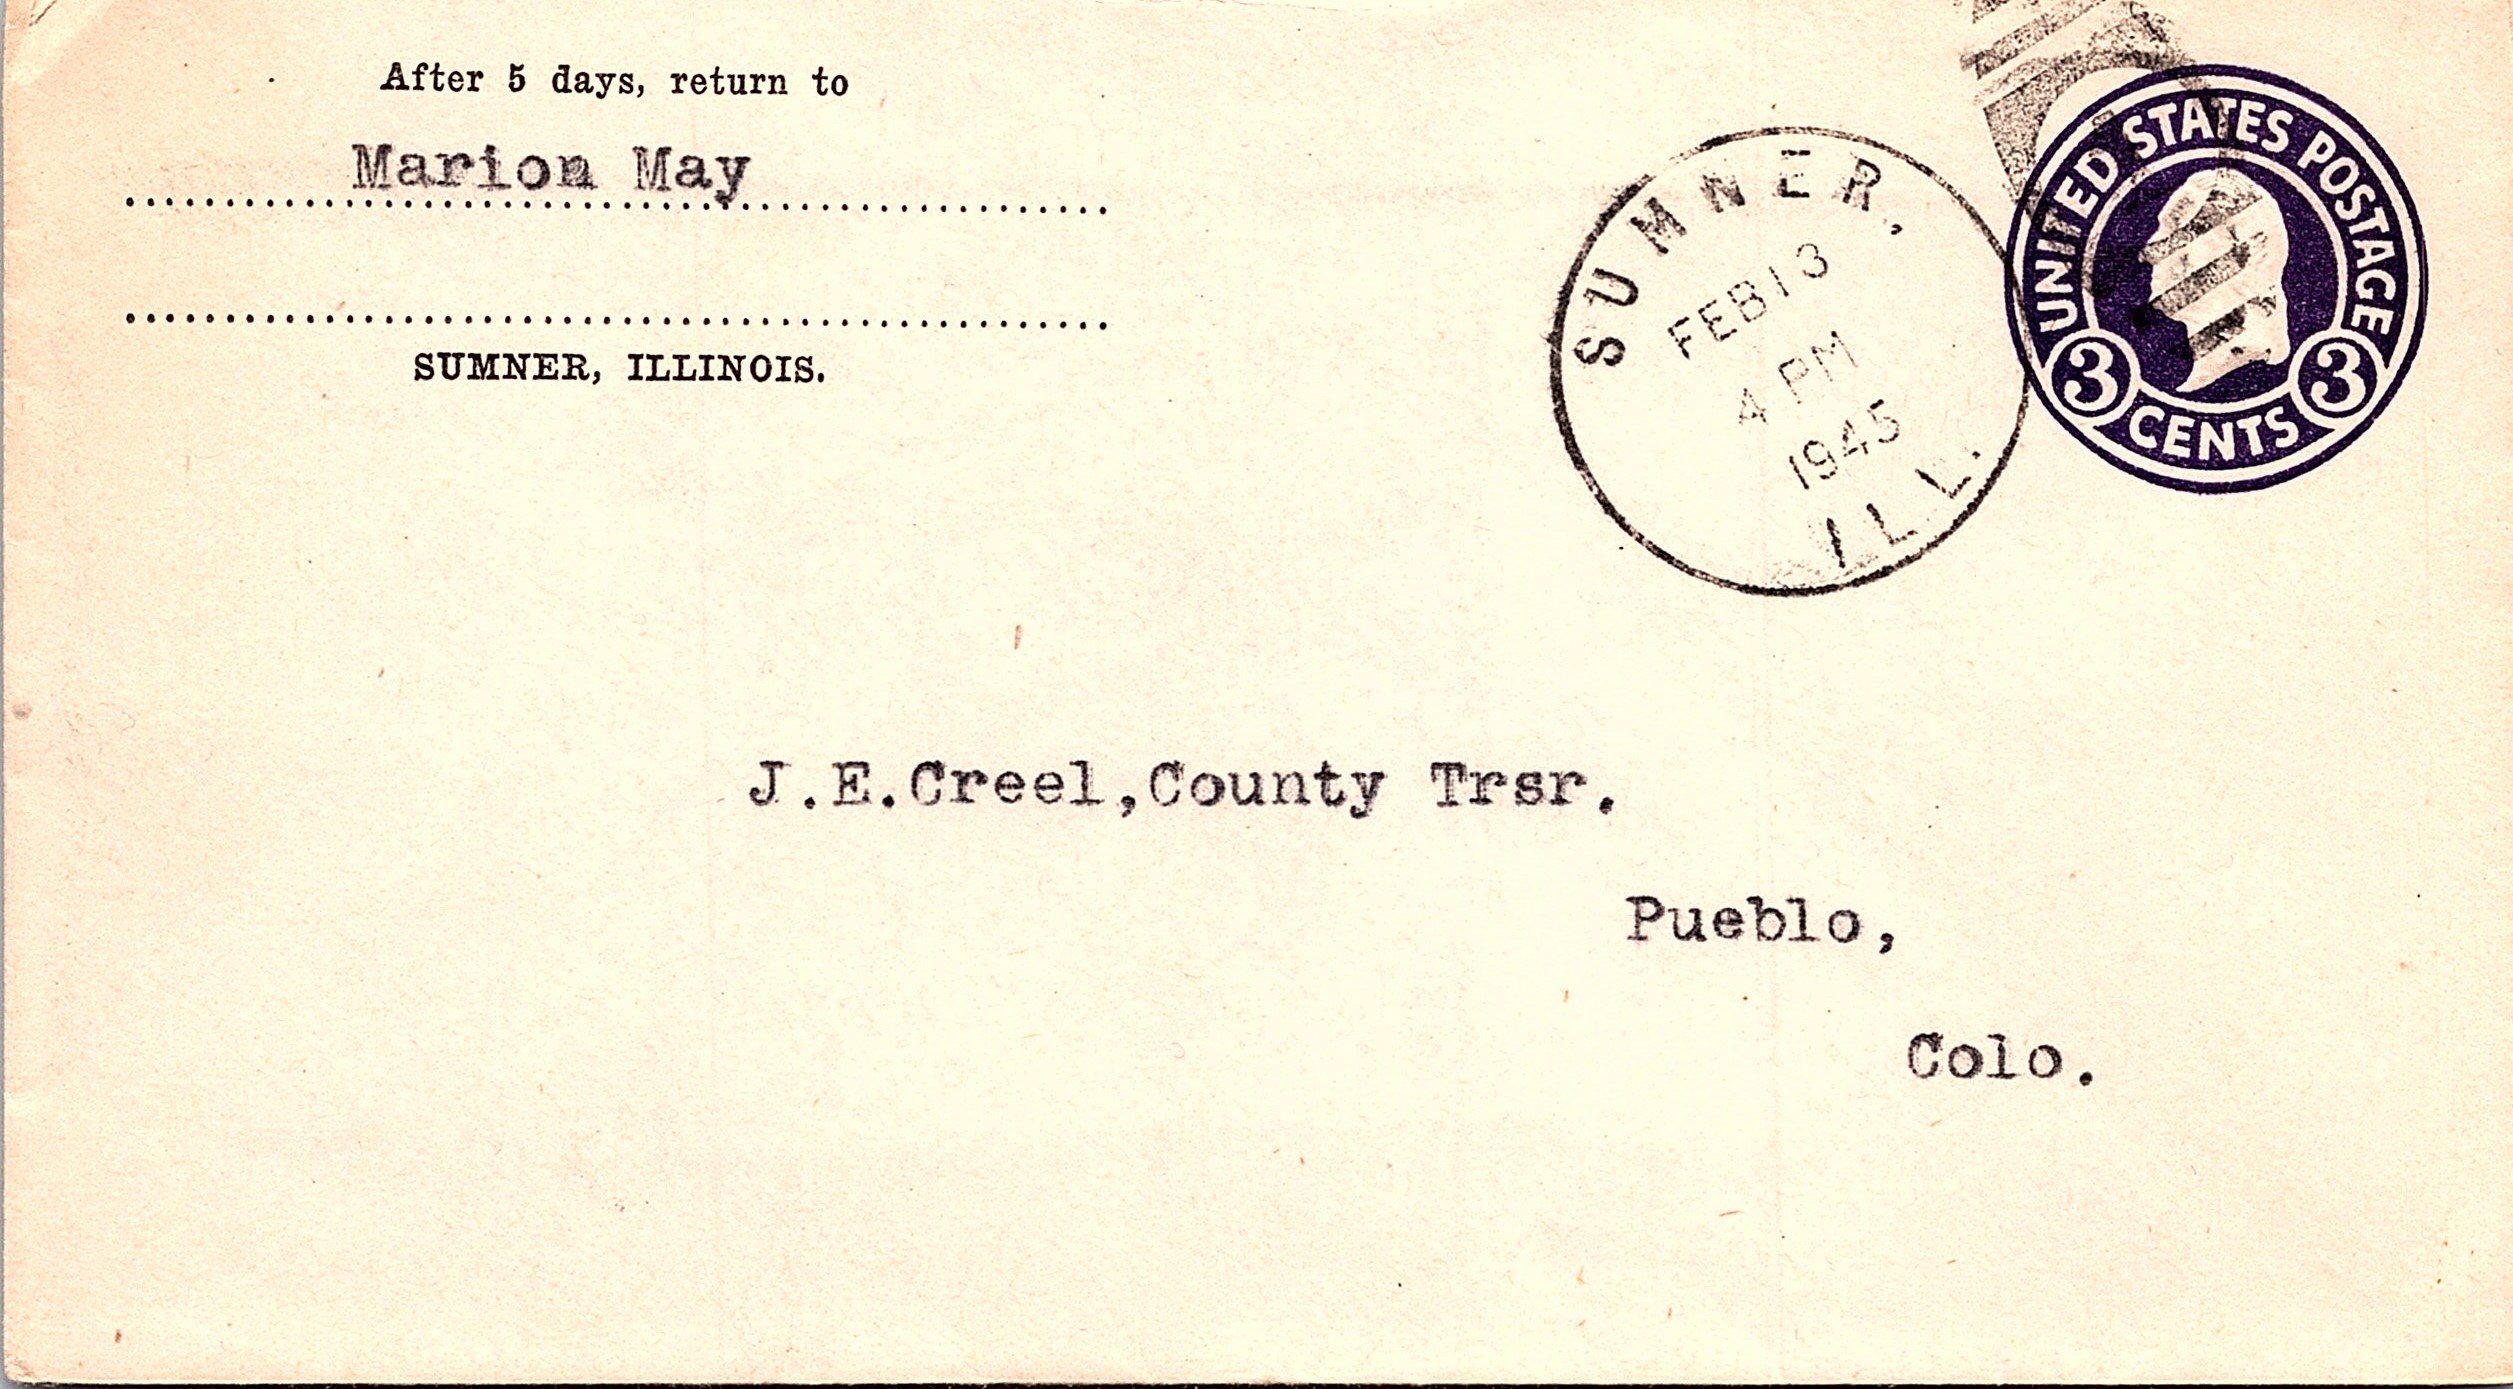 After 5 days, return to
Marion May
SUMNER, ILLINOIS.
SUMNER,
FEB 13
4 PM
1945
ILL.
UNITED STATES POSTAGE
3 CENTS 3
J.E.Creel,County Trsr.
Pueblo,
Colo.